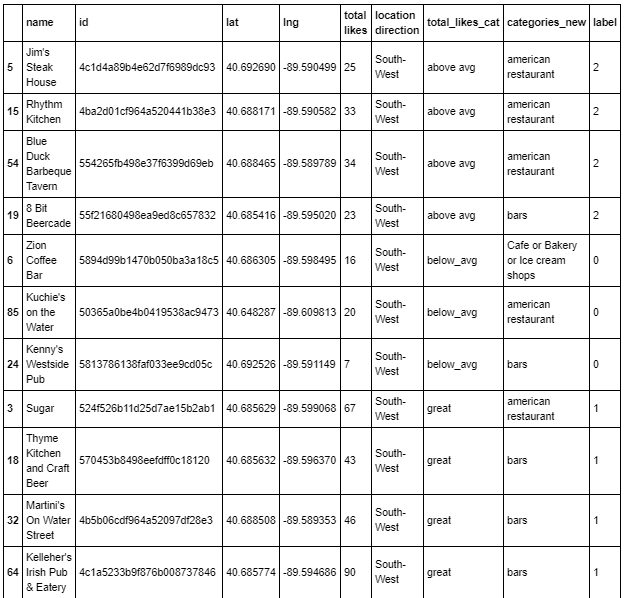 name id lat lng total likes location direction total_likes_cat categories_new label
5 Jim's Steak House 4c1d4a89b4e62d7f6989dc93 40.692690 -89.590499 25 South-West above avg american restaurant 2
15 Rhythm Kitchen 4ba2d01cf964a520441b38e3 40.688171 -89.590582 33 South-West above avg american restaurant 2
54 Blue Duck Barbeque Tavern 554265fb498e37f6399d69eb 40.688465 -89.589789 34 South-West above avg american restaurant 2
19 8 Bit Beercade 55f21680498ea9ed8c657832 40.685416 -89.595020 23 South-West above avg bars 2
6 Zion Coffee Bar 5894d99b1470b050ba3a18c5 40.686305 -89.598495 16 South-West below_avg Cafe or Bakery or Ice cream shops 0
85 Kuchie's on the Water 50365a0be4b0419538ac9473 40.648287 -89.609813 20 South-West below_avg american restaurant 0
24 Kenny's Westside Pub 5813786138faf033ee9cd05c 40.692526 -89.591149 7 South-West below_avg bars 0
3 Sugar 524f526b11d25d7ae15b2ab1 40.685629 -89.599068 67 South-West great american restaurant 1
18 Thyme Kitchen and Craft Beer 570453b8498eefdff0c18120 40.685632 -89.596370 43 South-West great bars 1
32 Martini's On Water Street 4b5b06cdf964a52097df28e3 40.688508 -89.589353 46 South-West great bars 1
64 Kelleher's Irish Pub & Eatery 4c1a5233b9f876b008737846 40.685774 -89.594686 90 South-West great bars 1